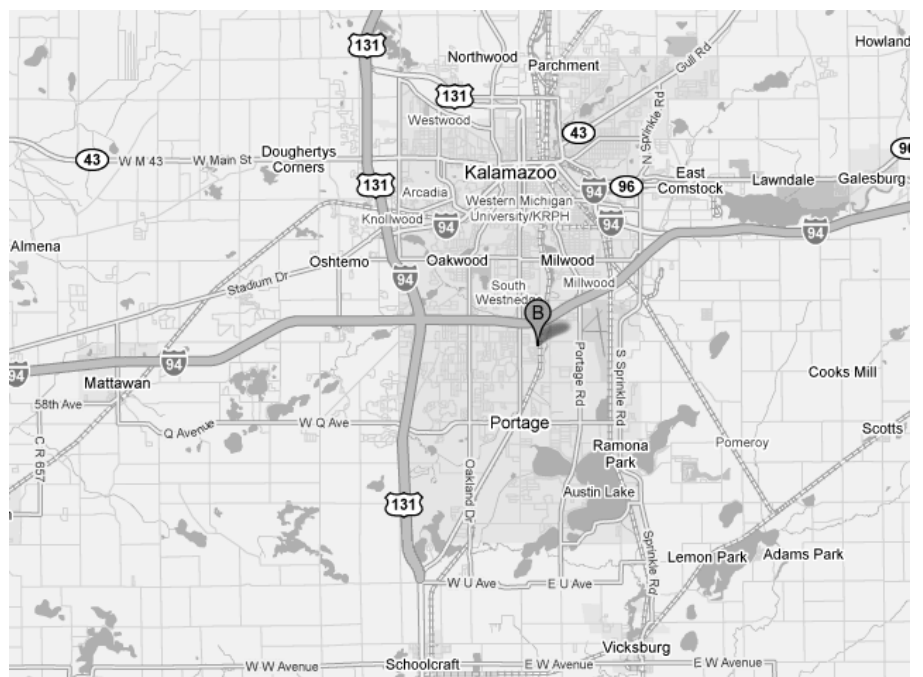 131
Northwood
Parchment
Gull Rd
Howland
131
Westwood
43
N Sprinkle Rd
43
W M 43
W Main St
Doughertys
Corners
Kalamazoo
East
Comstock
Lawndale
Galesburg
96
131
Arcadia
94
96
Western Michigan
University/KRPH
Knollwood
94
94
94
Almena
Oshtemo
94
Oakwood
Milwood
Stadium Dr
South
Westnedge
Millwood
B
94
94
Mattawan
Portage Rd
S Sprinkle Rd
Cooks Mill
58th Ave
Q Avenue
W Q Ave
Portage
Scotts
C R 657
Oakland Dr
Ramona
Park
Pomeroy
Austin Lake
131
Sprinkle Rd
Lemon Park
Adams Park
W U Ave
E U Ave
Vicksburg
W W Avenue
Schoolcraft
E W Avenue
E W Avenue